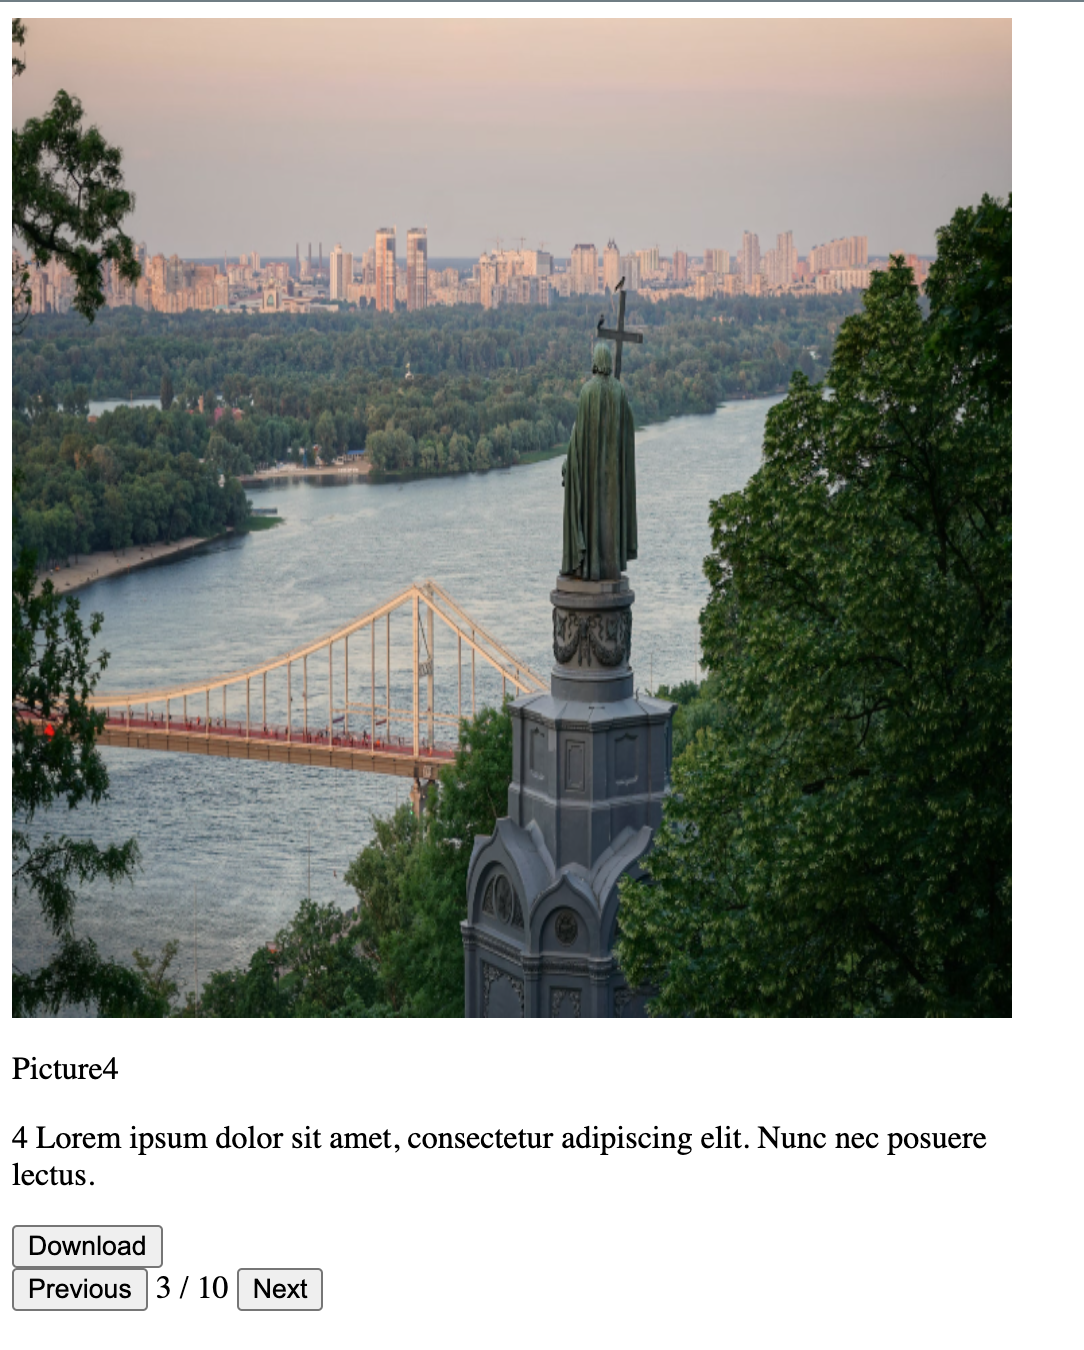 Picture4
4 Lorem ipsum dolor sit amet, consectetur adipiscing elit. Nunc nec posuere
lectus.
Download
Previous 3 / 10 Next